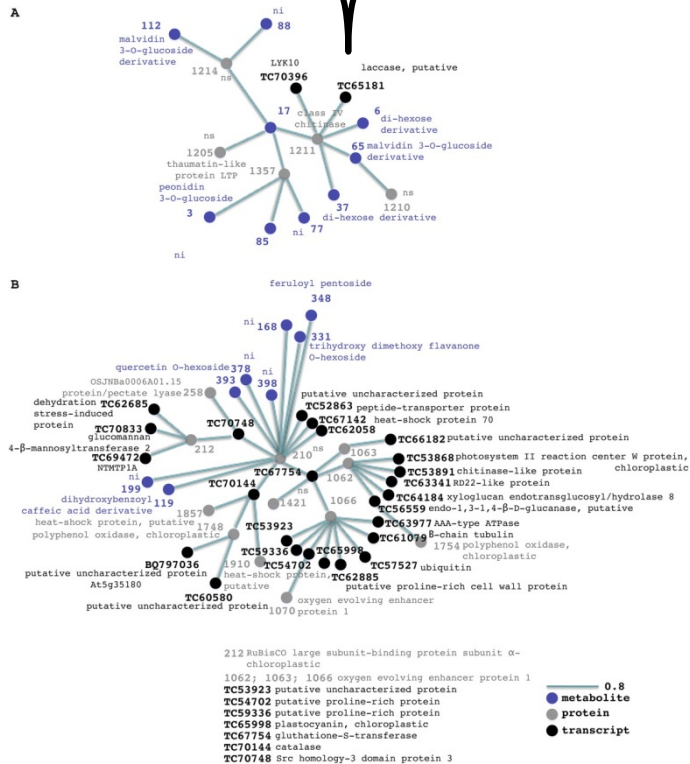 A
ni
112
88
malvidin
3-O-glucoside
derivative
1214
ns
LYK10
TC70396
laccase, putative
TC65181
17
class IV
chitinase
6
di-hexose
derivative
ns
1205
thaumatin-like
protein LTP
1211
65 malvidin 3-O-glucoside
derivative
1357
peonidin
3-O-glucoside
ns
1210
3
37
di-hexose derivative
77
ni
85
ni
B
feruloyl pentoside
348
ni 168
331
trihydroxy dimethoxy flavanone
O-hexoside
ni
quercetin O-hexoside 378
ni
393
398
OSJNBa0006A01.15
protein/pectate lyase 258
dehydration
stress-induced
protein
TC62685
TC70833
glucomannan
4-β-mannosyltransferase 2
TC69472
NTMTP1A
212
TC70748
putative uncharacterized protein
TC52863 peptide-transporter protein
TC67142 heat-shock protein 70
TC62058
210 ns
1063
TC66182 putative uncharacterized protein
TC53868 photosystem II reaction center W protein,
chloroplastic
TC53891 chitinase-like protein
TC63341 RD22-like protein
TC64184 xyloglucan endotransglucosyl/hydrolase 8
TC56559 endo-1,3-1,4-β-D-glucanase, putative
TC63977 AAA-type ATPase
TC61079 β-chain tubulin
1754 polyphenol oxidase,
chloroplastic
ni
199
119
dihydroxybenzoyl
caffeic acid derivative
TC67754
TC70144
1062
ns
1421
1066
1857
heat-shock protein, putative
1748
polyphenol oxidase, chloroplastic
TC53923
TC59336
TC54702
TC65998
TC57527 ubiquitin
TC62885
putative proline-rich cell wall protein
BQ797036
putative uncharacterized protein
At5g35180
1910
heat-shock protein,
putative
TC60580
putative uncharacterized protein
1070
oxygen evolving enhancer
protein 1
212 RuBisCO large subunit-binding protein subunit α-
chloroplastic
1062; 1063; 1066 oxygen evolving enhancer protein 1
TC53923 putative uncharacterized protein
TC54702 putative proline-rich protein
TC59336 putative proline-rich protein
TC65998 plastocyanin, chloroplastic
TC67754 gluthatione-S-transferase
TC70144 catalase
TC70748 Src homology-3 domain protein 3
0.8
metabolite
protein
transcript